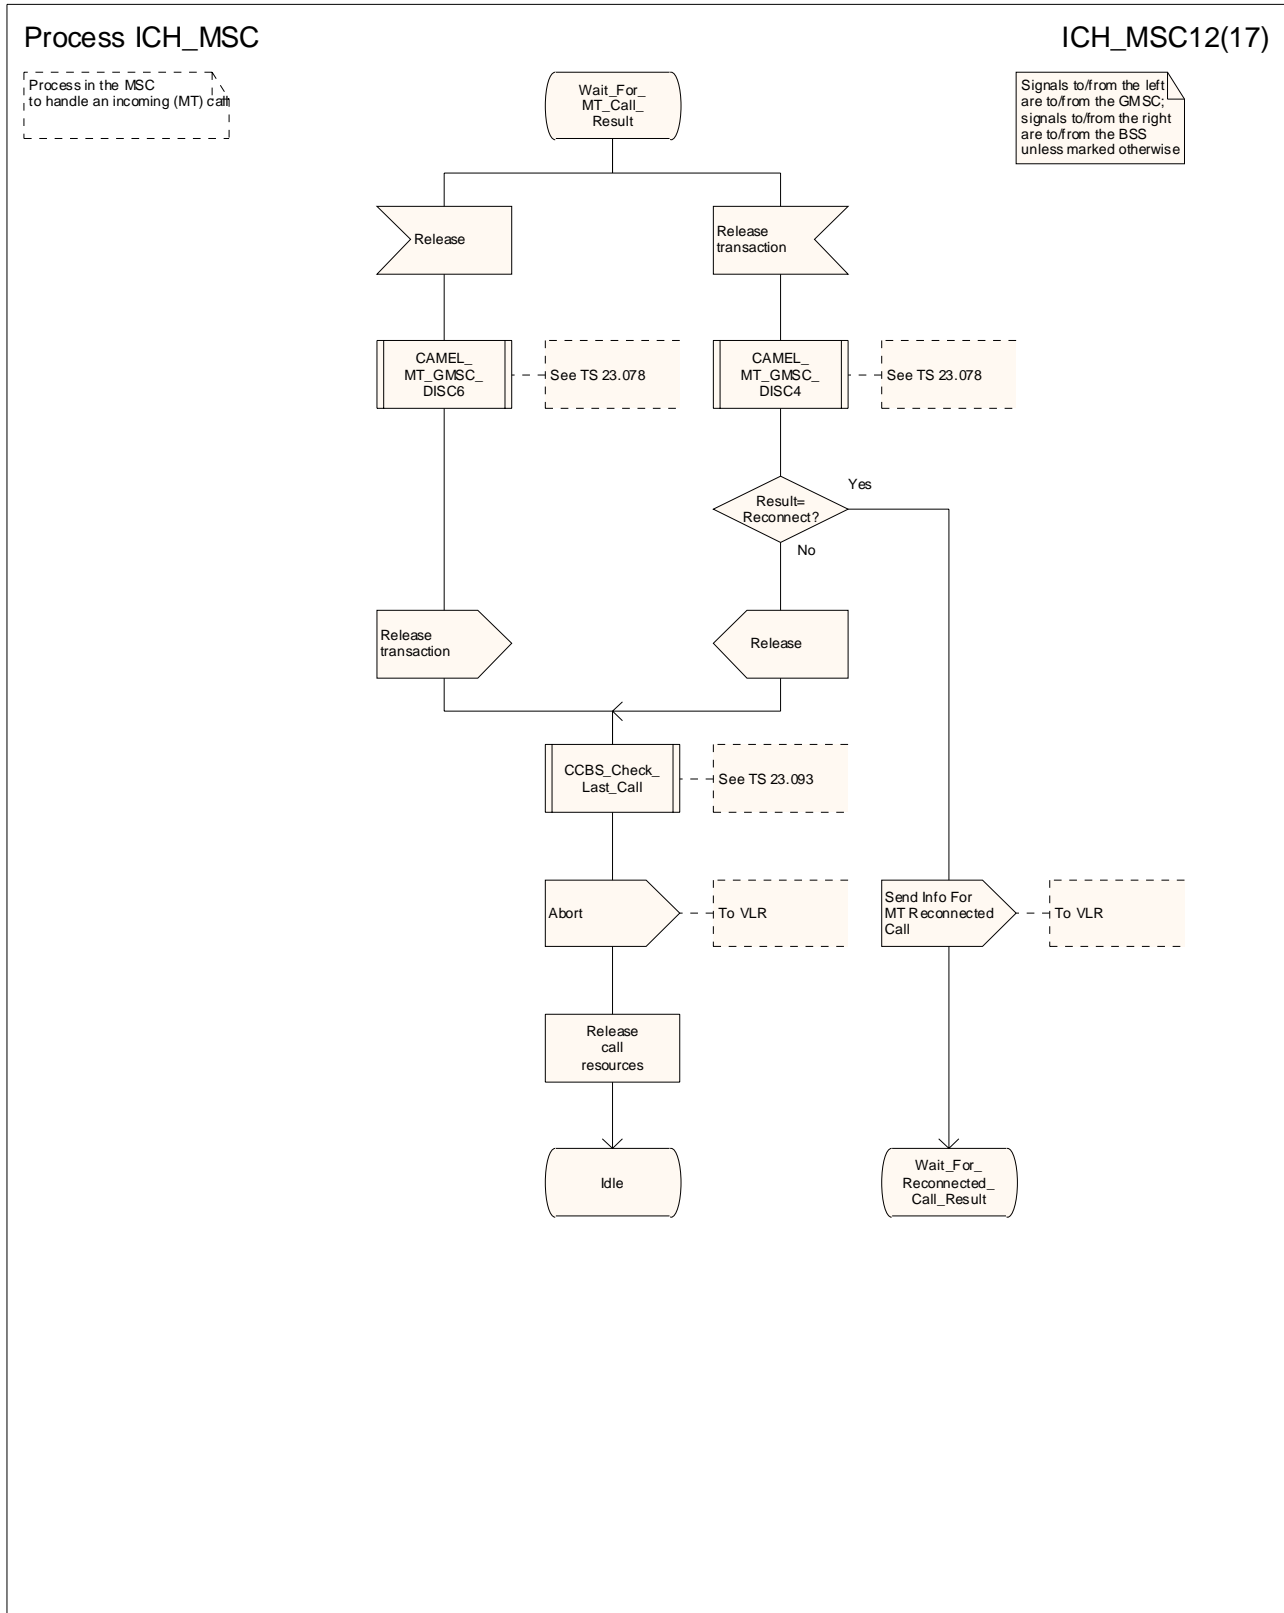 Process ICH_MSC
ICH_MSC12(17)
Process in the MSC
to handle an incoming (MT) call
Wait_For_
MT_Call_
Result
Signals to/from the left
are to/from the GMSC;
signals to/from the right
are to/from the BSS
unless marked otherwise
Release
Release
transaction
CAMEL_
MT_GMSC_
DISC6
See TS 23.078
CAMEL_
MT_GMSC_
DISC4
See TS 23.078
Result=
Reconnect?
Yes
No
Release
transaction
Release
CCBS_Check_
Last_Call
See TS 23.093
Abort
To VLR
Send Info For
MT Reconnected
Call
To VLR
Release
call
resources
Idle
Wait_For_
Reconnected_
Call_Result